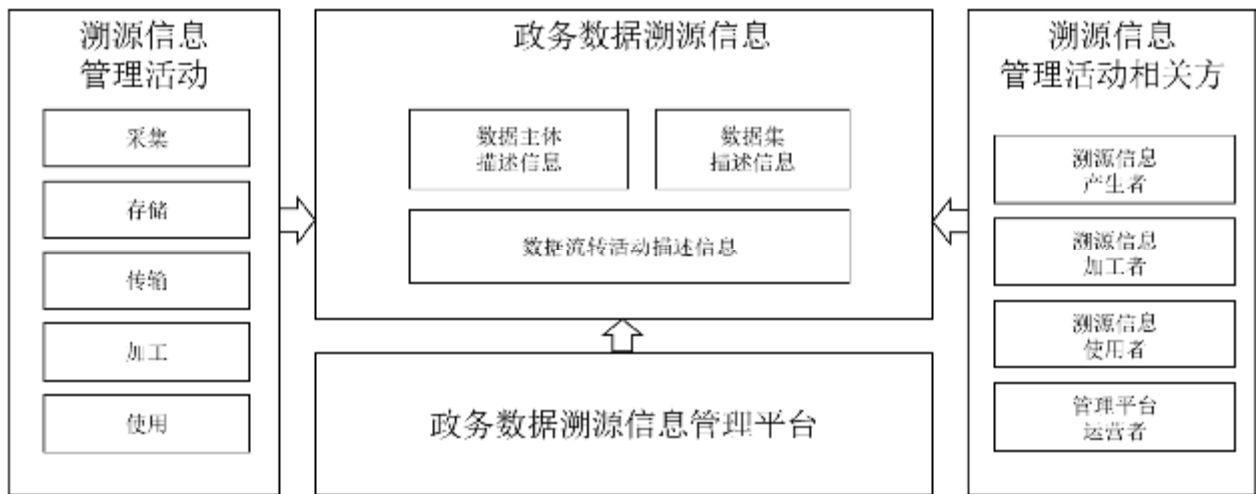 溯源信息
管理活动
采集
存储
传输
加工
使用
政务数据溯源信息
数据主体
描述信息
数据集
描述信息
数据流转活动描述信息
政务数据溯源信息管理平台
溯源信息
管理活动相关方
溯源信息
产生者
溯源信息
加工者
溯源信息
使用者
管理平台
运营者